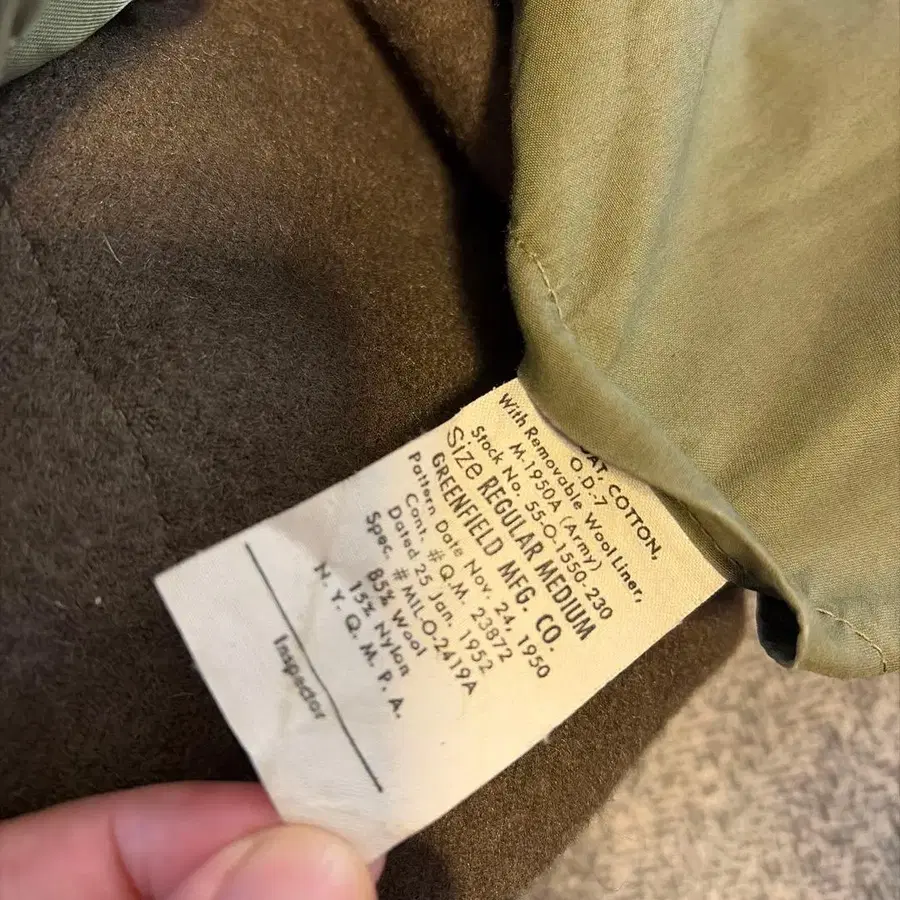 COTTON,
O.D.-7
With Removable Wool Liner,
M-1950A (Army)
Stock No. 55-O-1550-230
Size REGULAR MEDIUM
GREENFIELD MFG. CO.
Pattern Date Nov. 24, 1950
Cont. # Q.M. 23872
Dated 25 Jan. 1952
Spec. # MIL-O-2419A
85% Wool
15% Nylon
N. Y. Q. M. P. A.
Inspector